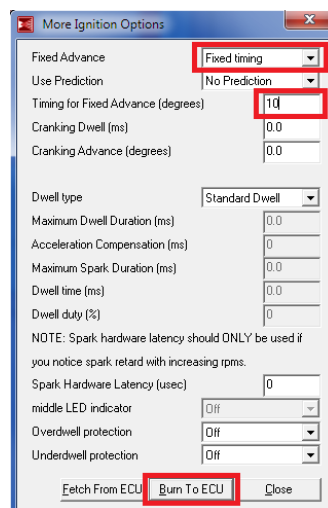 More Ignition Options
Fixed Advance Fixed timing
Use Prediction No Prediction
Timing for Fixed Advance (degrees) 10
Cranking Dwell (ms) 0.0
Cranking Advance (degrees) 0.0
Dwell type Standard Dwell
Maximum Dwell Duration (ms) 0.0
Acceleration Compensation (ms) 0
Maximum Spark Duration (ms) 0.0
Dwell time (ms) 0.0
Dwell duty (%) 0
NOTE: Spark hardware latency should ONLY be used if
you notice spark retard with increasing rpms.
Spark Hardware Latency (usec) 0
middle LED indicator Off
Overdwell protection Off
Underdwell protection Off
Fetch From ECU Burn To ECU Close